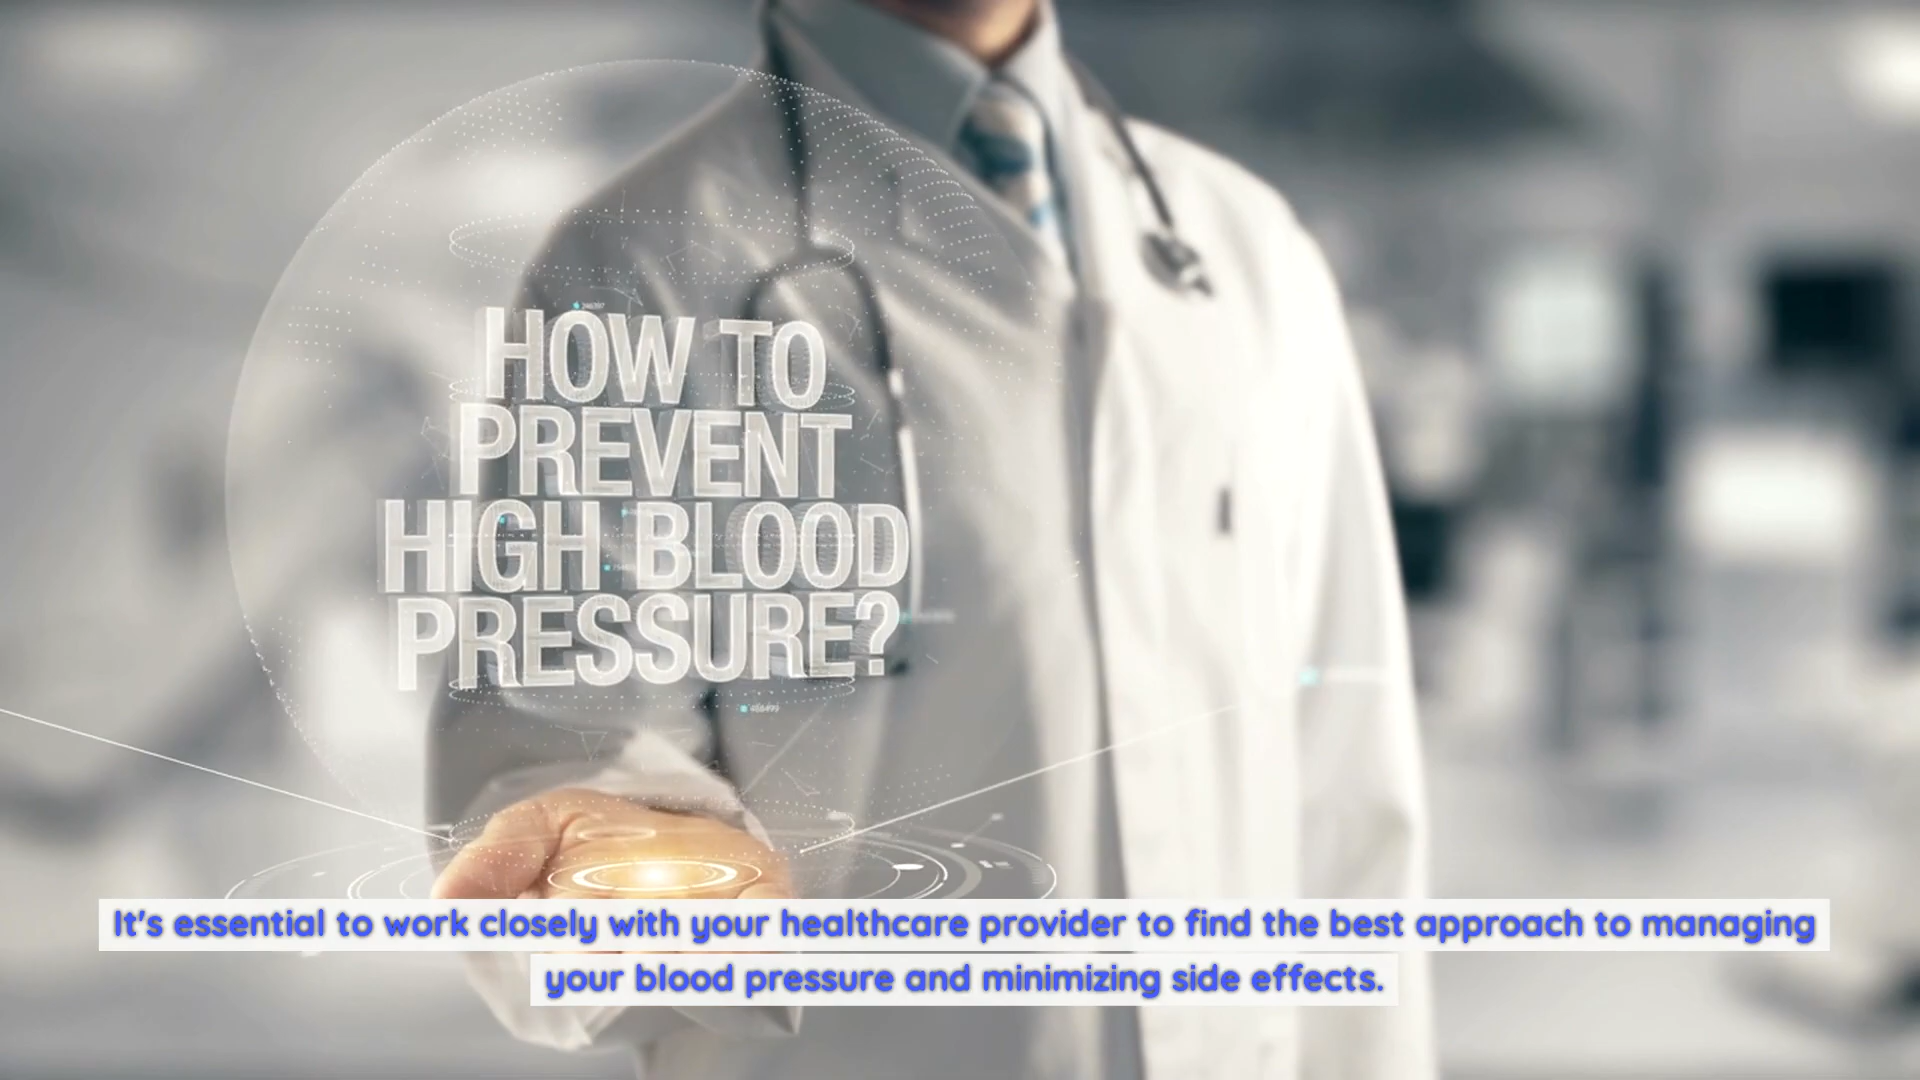 HOW TO
PREVENT
HIGH BLOOD
PRESSURE?
It's essential to work closely with your healthcare provider to find the best approach to managing
your blood pressure and minimizing side effects.